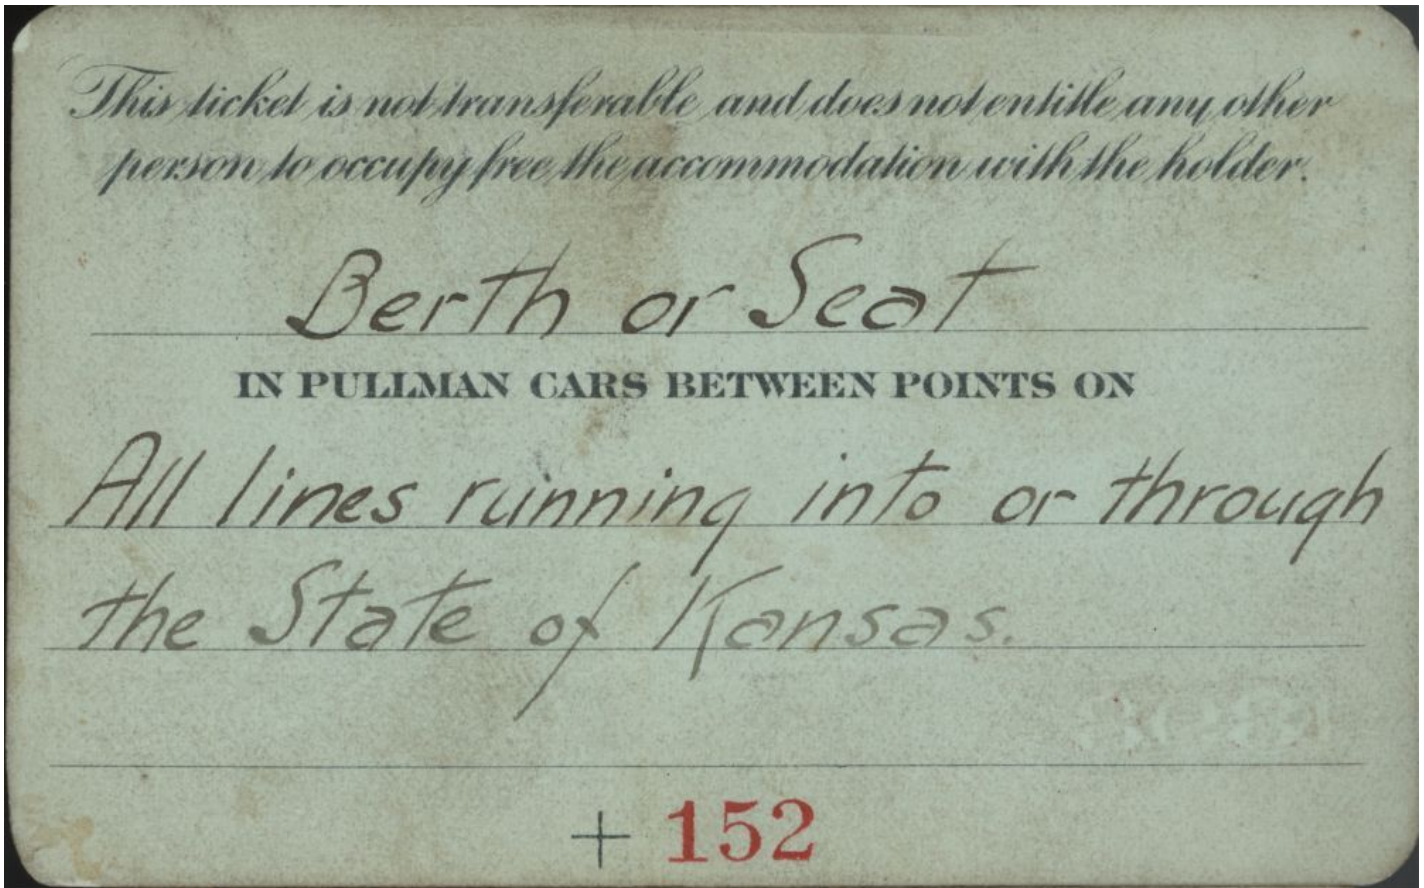 This ticket is not transferable and does not entitle any other
person to occupy free the accommodation with the holder.
Berth or Seat
IN PULLMAN CARS BETWEEN POINTS ON
All lines running into or through
the State of Kansas.
+ 152